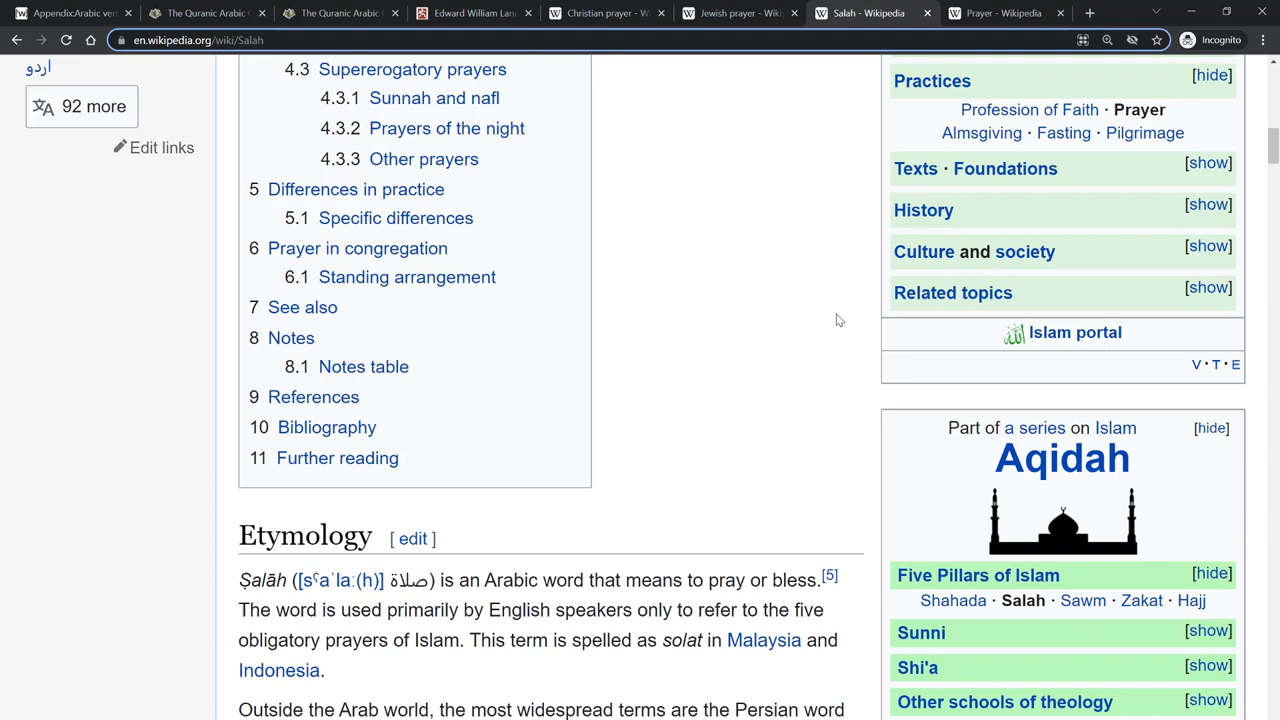 Appendix:Arabic ver
The Quranic Arabic C
The Quranic Arabic C
Edward William Lan
Christian prayer - Wi
Jewish prayer - Wiki
Salah - Wikipedia
Prayer - Wikipedia
en.wikipedia.org/wiki/Salah
Incognito
اردو
92 more
Edit links
4.3 Supererogatory prayers
4.3.1 Sunnah and nafl
4.3.2 Prayers of the night
4.3.3 Other prayers
5 Differences in practice
5.1 Specific differences
6 Prayer in congregation
6.1 Standing arrangement
7 See also
8 Notes
8.1 Notes table
9 References
10 Bibliography
11 Further reading
Etymology [ edit ]
Ṣalāh ([sˤaˈlaː(h)] صلاة) is an Arabic word that means to pray or bless.[5]
The word is used primarily by English speakers only to refer to the five
obligatory prayers of Islam. This term is spelled as solat in Malaysia and
Indonesia.
Outside the Arab world, the most widespread terms are the Persian word
Practices [hide]
Profession of Faith · Prayer
Almsgiving · Fasting · Pilgrimage
Texts · Foundations [show]
History [show]
Culture and society [show]
Related topics [show]
Islam portal
V · T · E
Part of a series on Islam [hide]
Aqidah
Five Pillars of Islam [hide]
Shahada · Salah · Sawm · Zakat · Hajj
Sunni [show]
Shi'a [show]
Other schools of theology [show]